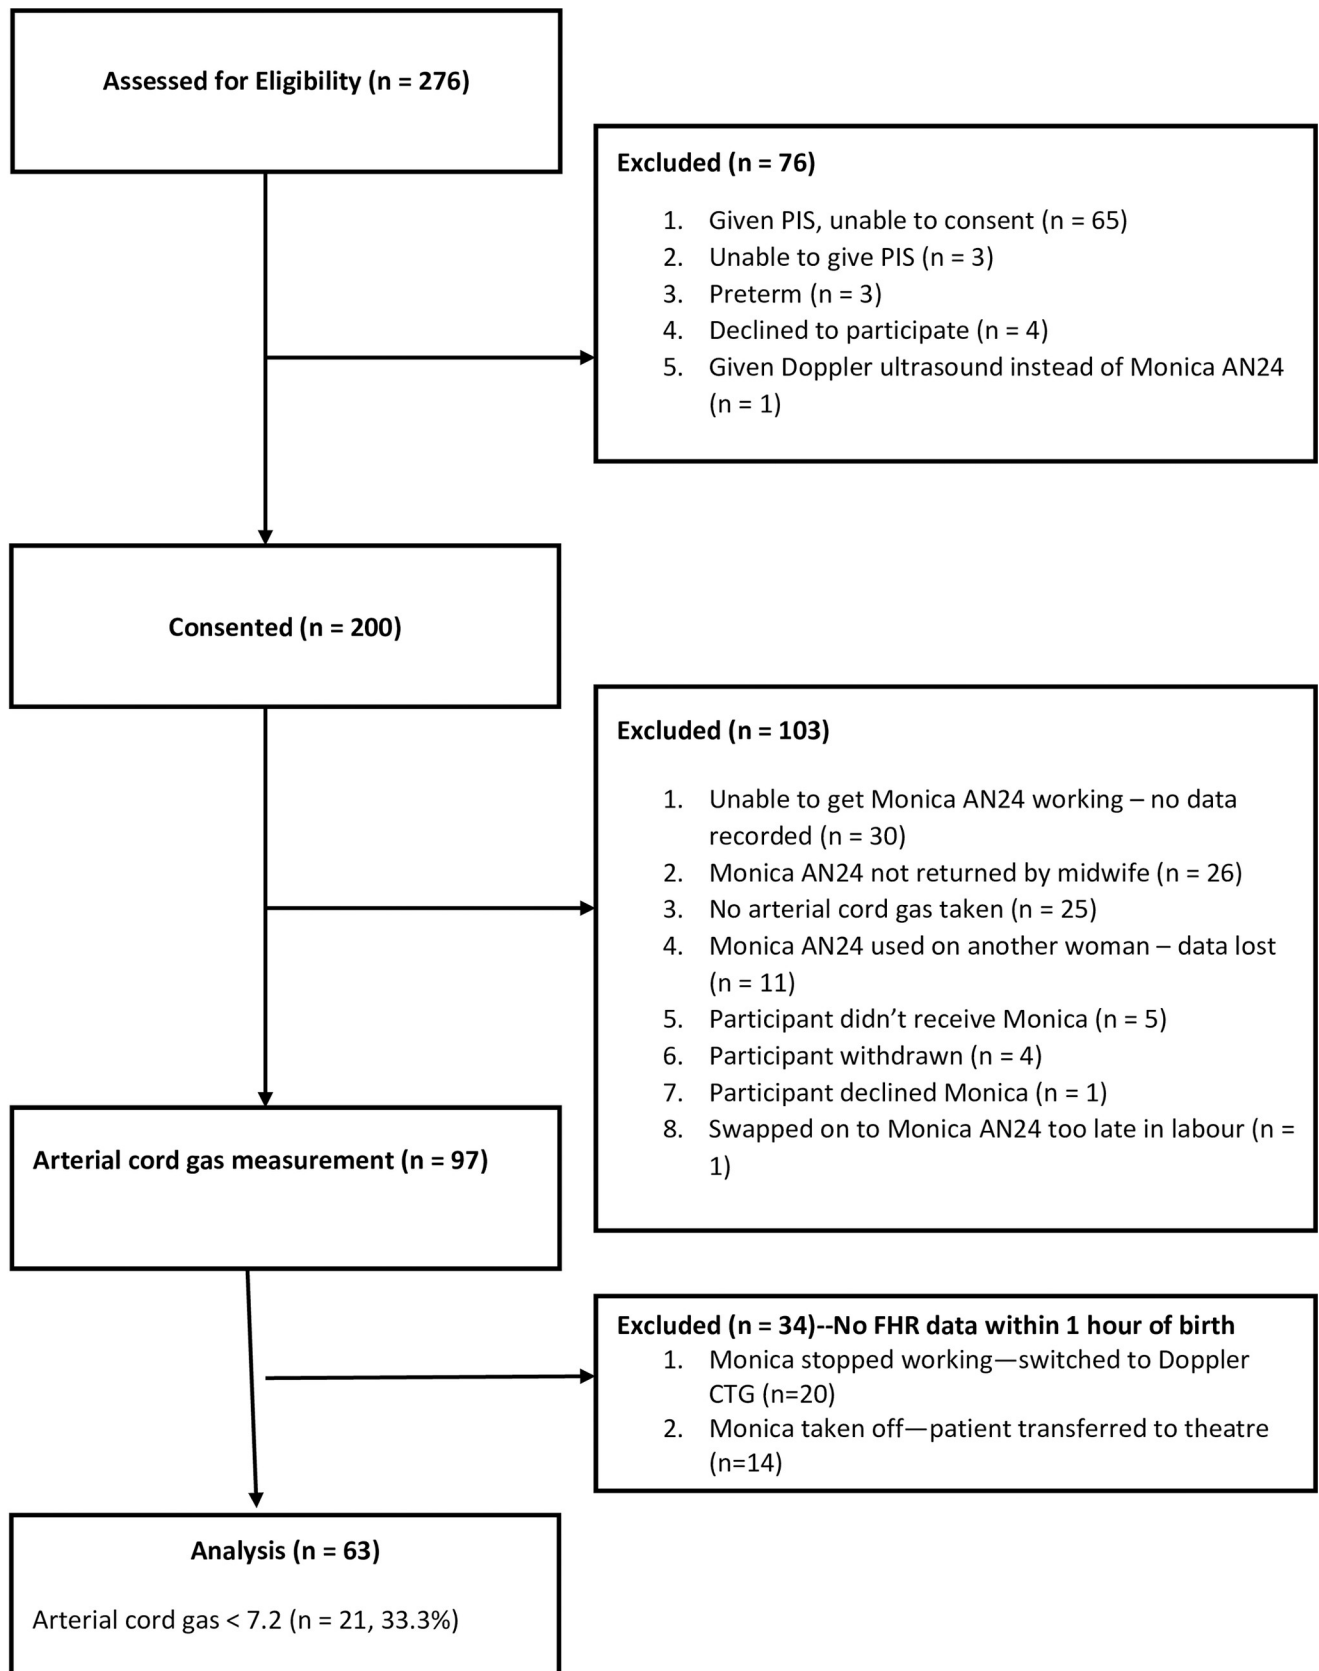 Assessed for Eligibility (n = 276)
Excluded (n = 76)
1. Given PIS, unable to consent (n = 65)
2. Unable to give PIS (n = 3)
3. Preterm (n = 3)
4. Declined to participate (n = 4)
5. Given Doppler ultrasound instead of Monica AN24
(n = 1)
Consented (n = 200)
Excluded (n = 103)
1. Unable to get Monica AN24 working – no data
recorded (n = 30)
2. Monica AN24 not returned by midwife (n = 26)
3. No arterial cord gas taken (n = 25)
4. Monica AN24 used on another woman – data lost
(n = 11)
5. Participant didn’t receive Monica (n = 5)
6. Participant withdrawn (n = 4)
7. Participant declined Monica (n = 1)
8. Swapped on to Monica AN24 too late in labour (n =
1)
Arterial cord gas measurement (n = 97)
Excluded (n = 34)--No FHR data within 1 hour of birth
1. Monica stopped working—switched to Doppler
CTG (n=20)
2. Monica taken off—patient transferred to theatre
(n=14)
Analysis (n = 63)
Arterial cord gas < 7.2 (n = 21, 33.3%)